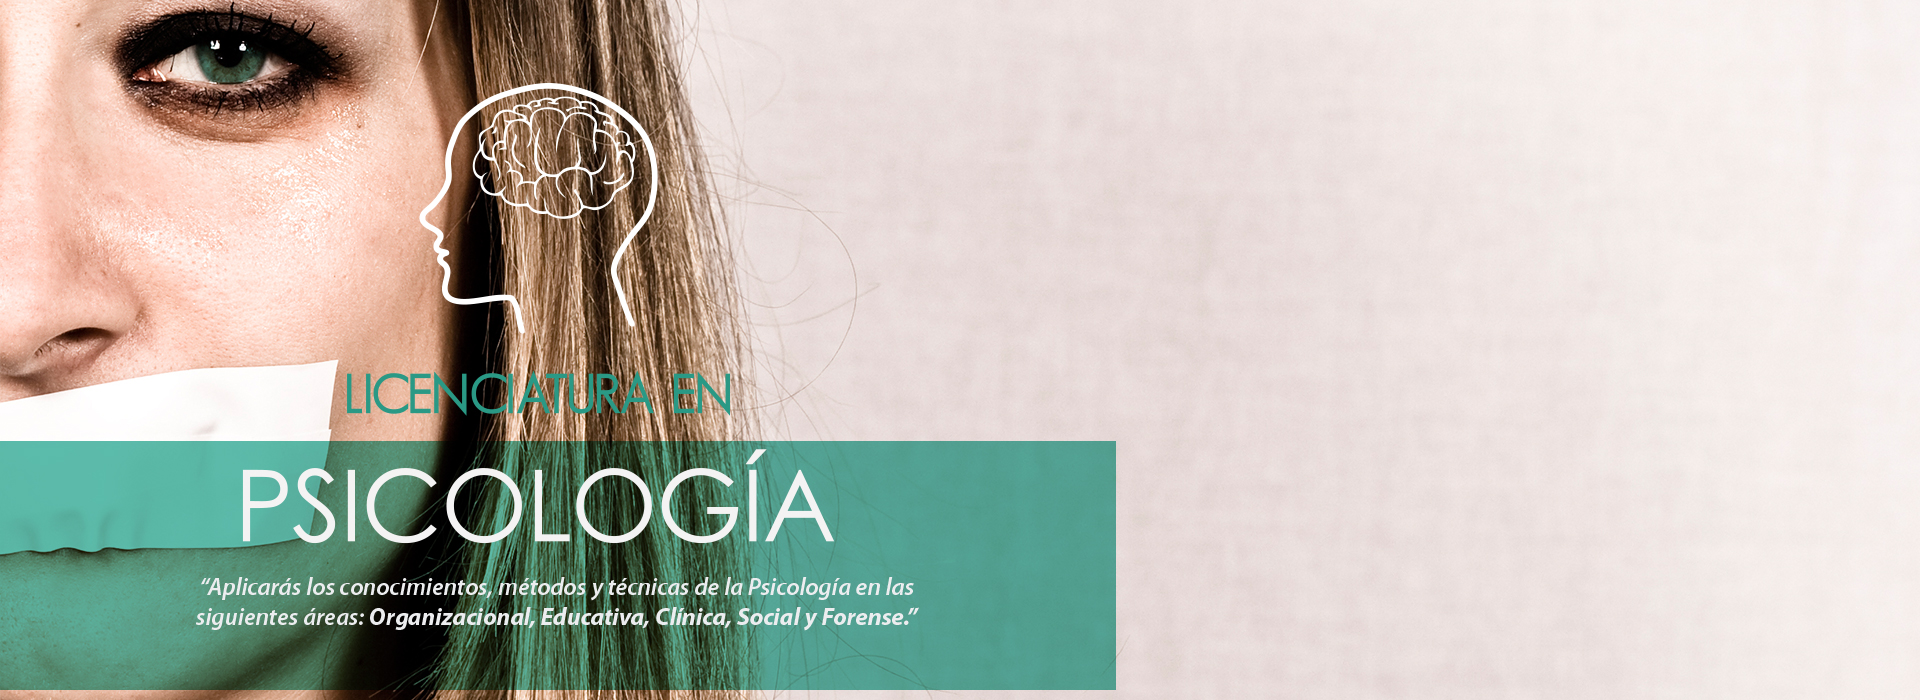 LICENCIATURA EN
PSICOLOGÍA
“Aplicarás los conocimientos, métodos y técnicas de la Psicología en las
siguientes áreas: Organizacional, Educativa, Clínica, Social y Forense.”